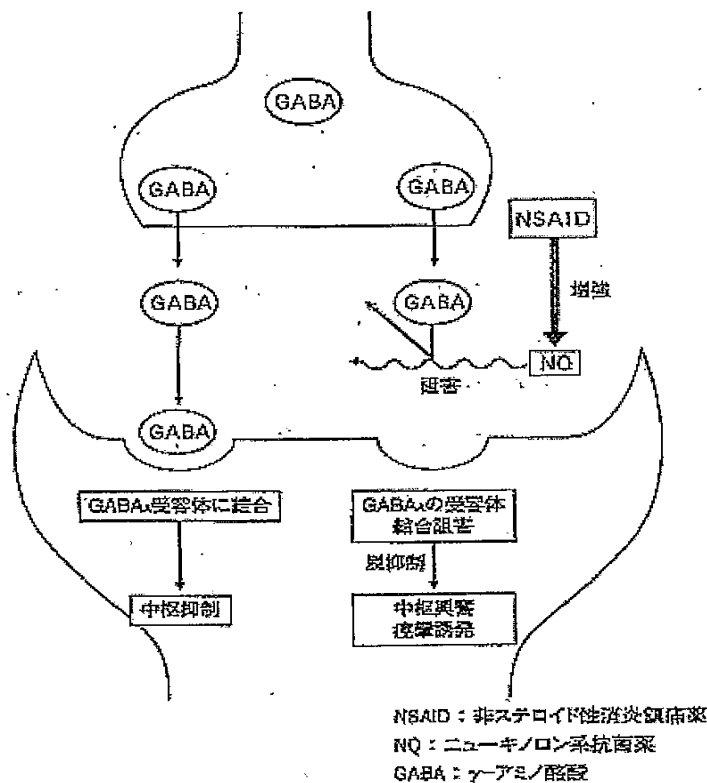 GABA
GABA
GABA
NSAID
増強
GABA
GABA
NQ
阻害
GABA
GABAA受容体に結合
GABAAの受容体
結合阻害
脱抑制
中枢抑制
中枢興奮
痙攣誘発
NSAID：非ステロイド性消炎鎮痛薬
NQ：ニューキノロン系抗菌薬
GABA：γ-アミノ酪酸